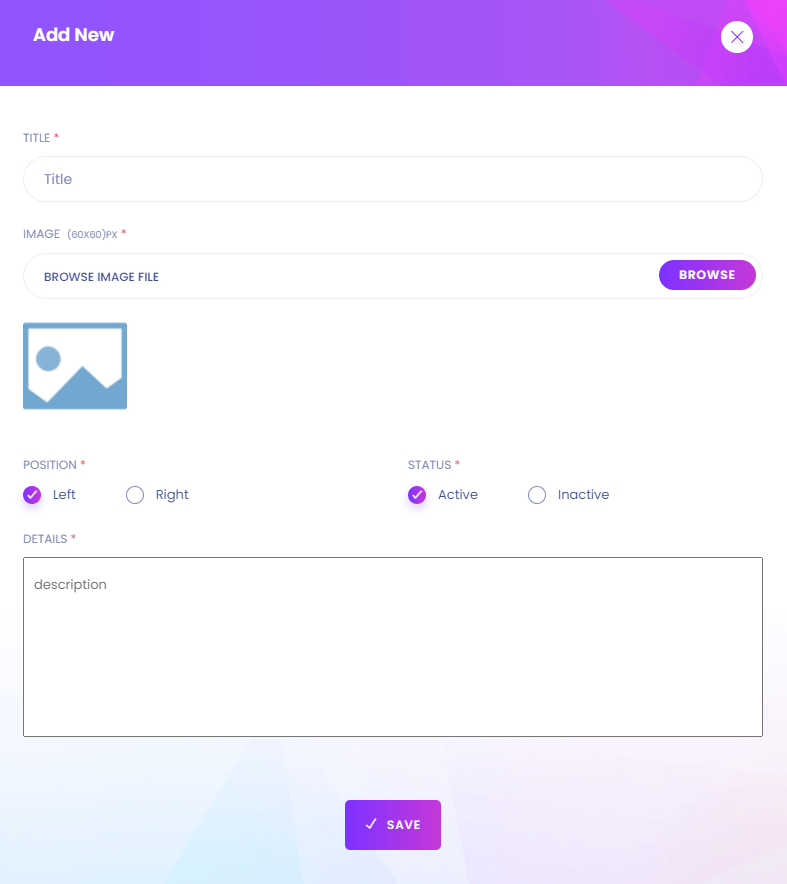 Add New
TITLE *
Title
IMAGE (60X60)PX *
BROWSE IMAGE FILE BROWSE
POSITION * STATUS *
Left Right Active Inactive
DETAILS *
description
SAVE